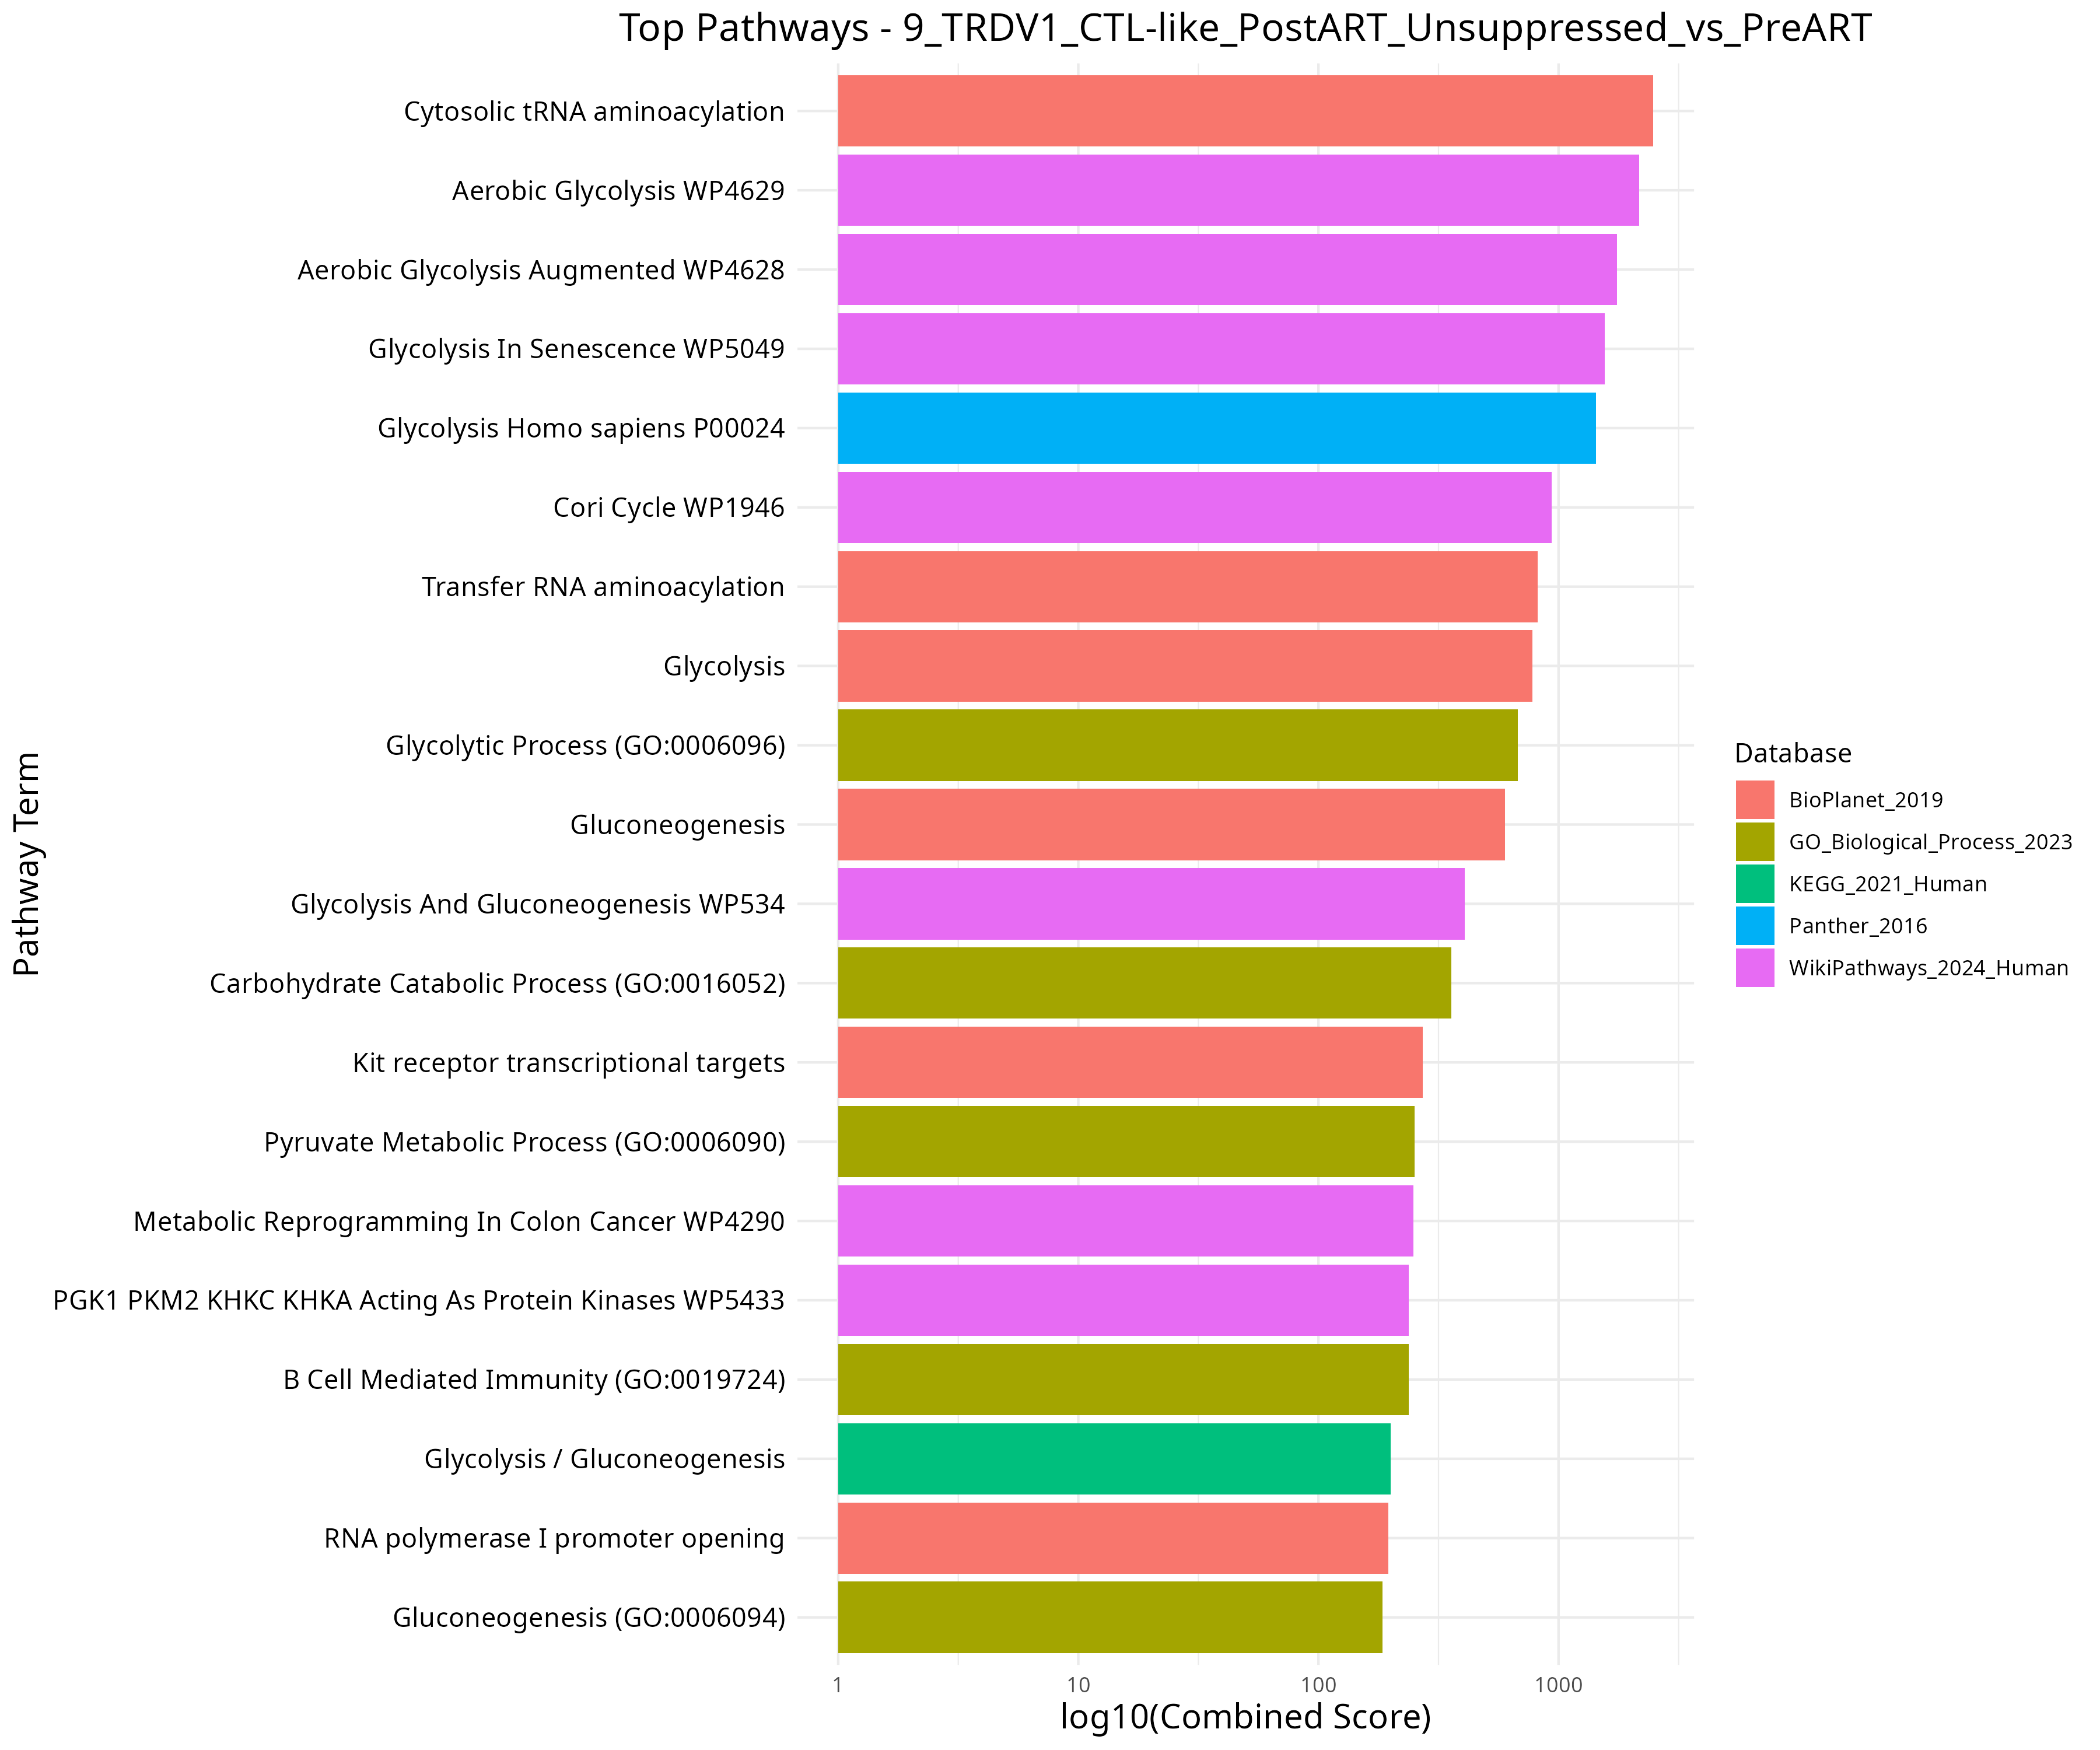 Top Pathways - 9_TRDV1_CTL-like_PostART_Unsuppressed_vs_PreART
Pathway Term
Cytosolic tRNA aminoacylation
Aerobic Glycolysis WP4629
Aerobic Glycolysis Augmented WP4628
Glycolysis In Senescence WP5049
Glycolysis Homo sapiens P00024
Cori Cycle WP1946
Transfer RNA aminoacylation
Glycolysis
Glycolytic Process (GO:0006096)
Gluconeogenesis
Glycolysis And Gluconeogenesis WP534
Carbohydrate Catabolic Process (GO:0016052)
Kit receptor transcriptional targets
Pyruvate Metabolic Process (GO:0006090)
Metabolic Reprogramming In Colon Cancer WP4290
PGK1 PKM2 KHKC KHKA Acting As Protein Kinases WP5433
B Cell Mediated Immunity (GO:0019724)
Glycolysis / Gluconeogenesis
RNA polymerase I promoter opening
Gluconeogenesis (GO:0006094)
1 10 100 1000
log10(Combined Score)
Database
BioPlanet_2019
GO_Biological_Process_2023
KEGG_2021_Human
Panther_2016
WikiPathways_2024_Human